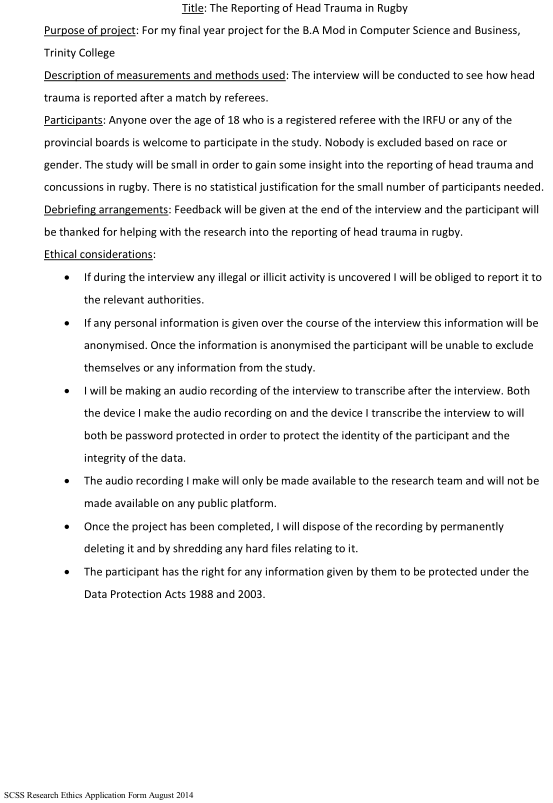 Title: The Reporting of Head Trauma in Rugby
Purpose of project: For my final year project for the B.A Mod in Computer Science and Business,
Trinity College
Description of measurements and methods used: The interview will be conducted to see how head
trauma is reported after a match by referees.
Participants: Anyone over the age of 18 who is a registered referee with the IRFU or any of the
provincial boards is welcome to participate in the study. Nobody is excluded based on race or
gender. The study will be small in order to gain some insight into the reporting of head trauma and
concussions in rugby. There is no statistical justification for the small number of participants needed.
Debriefing arrangements: Feedback will be given at the end of the interview and the participant will
be thanked for helping with the research into the reporting of head trauma in rugby.
Ethical considerations:
• If during the interview any illegal or illicit activity is uncovered I will be obliged to report it to
the relevant authorities.
• If any personal information is given over the course of the interview this information will be
anonymised. Once the information is anonymised the participant will be unable to exclude
themselves or any information from the study.
• I will be making an audio recording of the interview to transcribe after the interview. Both
the device I make the audio recording on and the device I transcribe the interview to will
both be password protected in order to protect the identity of the participant and the
integrity of the data.
• The audio recording I make will only be made available to the research team and will not be
made available on any public platform.
• Once the project has been completed, I will dispose of the recording by permanently
deleting it and by shredding any hard files relating to it.
• The participant has the right for any information given by them to be protected under the
Data Protection Acts 1988 and 2003.
SCSS Research Ethics Application Form August 2014